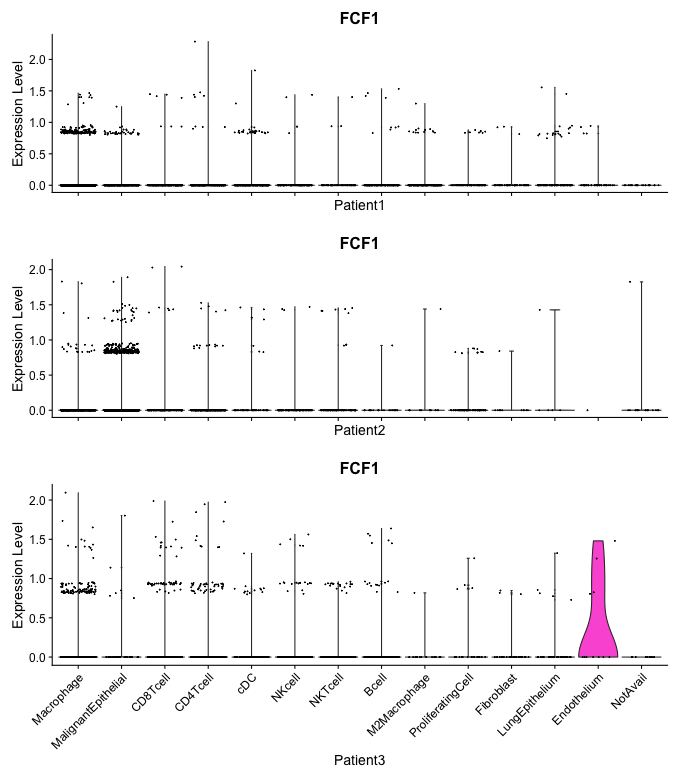 FCF1
Expression Level
2.0
1.5
1.0
0.5
0.0
Patient1
FCF1
Expression Level
2.0
1.5
1.0
0.5
0.0
Patient2
FCF1
Expression Level
2.0
1.5
1.0
0.5
0.0
Macrophage
MalignantEpithelial
CD8Tcell
CD4Tcell
cDC
NKcell
NKTcell
Bcell
M2Macrophage
ProliferatingCell
Fibroblast
LungEpithelium
Endothelium
NotAvail
Patient3